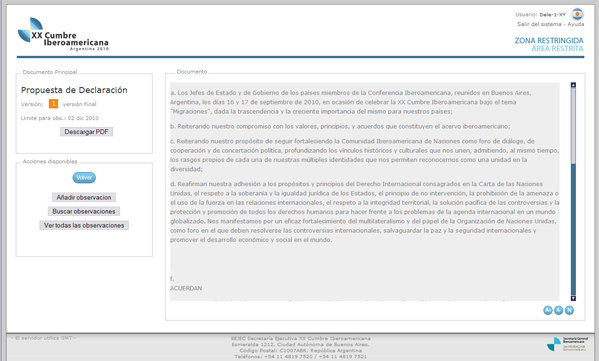 XX Cumbre
Iberoamericana
Argentina 2010
Usuario: Dele-1-XY
Salir del sistema - Ayuda
ZONA RESTRINGIDA
ÁREA RESTRITA
Documento Principal
Propuesta de Declaración
Versión: 1 versión Final
Límite para obs.: 02 dic 2010
Descargar PDF
Acciones disponibles
Volver
Añadir observacion
Buscar observaciones
Ver todas las observaciones
Documento
a. Los Jefes de Estado y de Gobierno de los países miembros de la Conferencia Iberoamericana, reunidos en Buenos Aires,
Argentina, los días 16 y 17 de septiembre de 2010, en ocasión de celebrar la XX Cumbre Iberoamericana bajo el tema
"Migraciones", dada la trascendencia y la creciente importancia del mismo para nuestros países;
b. Reiterando nuestro compromiso con los valores, principios, y acuerdos que constituyen el acervo iberoamericano;
c. Reiterando nuestro propósito de seguir fortaleciendo la Comunidad Iberoamericana de Naciones como foro de diálogo, de
cooperación y de concertación política, profundizando los vínculos históricos y culturales que nos unen, admitiendo, al mismo tiempo,
los rasgos propios de cada una de nuestras múltiples identidades que nos permiten reconocernos como una unidad en la
diversidad;
d. Reafirman nuestra adhesión a los propósitos y principios del Derecho Internacional consagrados en la Carta de las Naciones
Unidas, el respeto a la soberanía y la igualdad jurídica de los Estados, el principio de no intervención, la prohibición de la amenaza o
el uso de la fuerza en las relaciones internacionales, el respeto a la integridad territorial, la solución pacífica de las controversias y la
protección y promoción de todos los derechos humanos para hacer frente a los problemas de la agenda internacional en un mundo
globalizado. Nos manifestamos por un eficaz fortalecimiento del multilateralismo y del papel de la Organización de Naciones Unidas,
como foro en el que deben resolverse las controversias internacionales, salvaguardar la paz y la seguridad internacionales y
promover el desarrollo económico y social en el mundo.
f.
ACUERDAN
A+ A- N
- El servidor utiliza GMT -
SEJEC Secretaría Ejecutiva XX Cumbre Iberoamericana
Esmeralda 1212, Ciudad Autónoma de Buenos Aires.
Código Postal: C1007ABR. República Argentina
Teléfonos: +54 11 4819 7520 / +54 11 4819 7521
Secretaría General
Iberoamericana